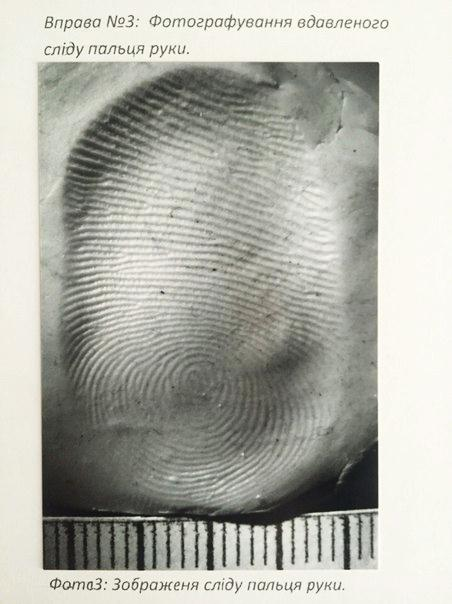 Вправа №3: Фотографування вдавленого
сліду пальця руки.
Фото3: Зображеня сліду пальця руки.